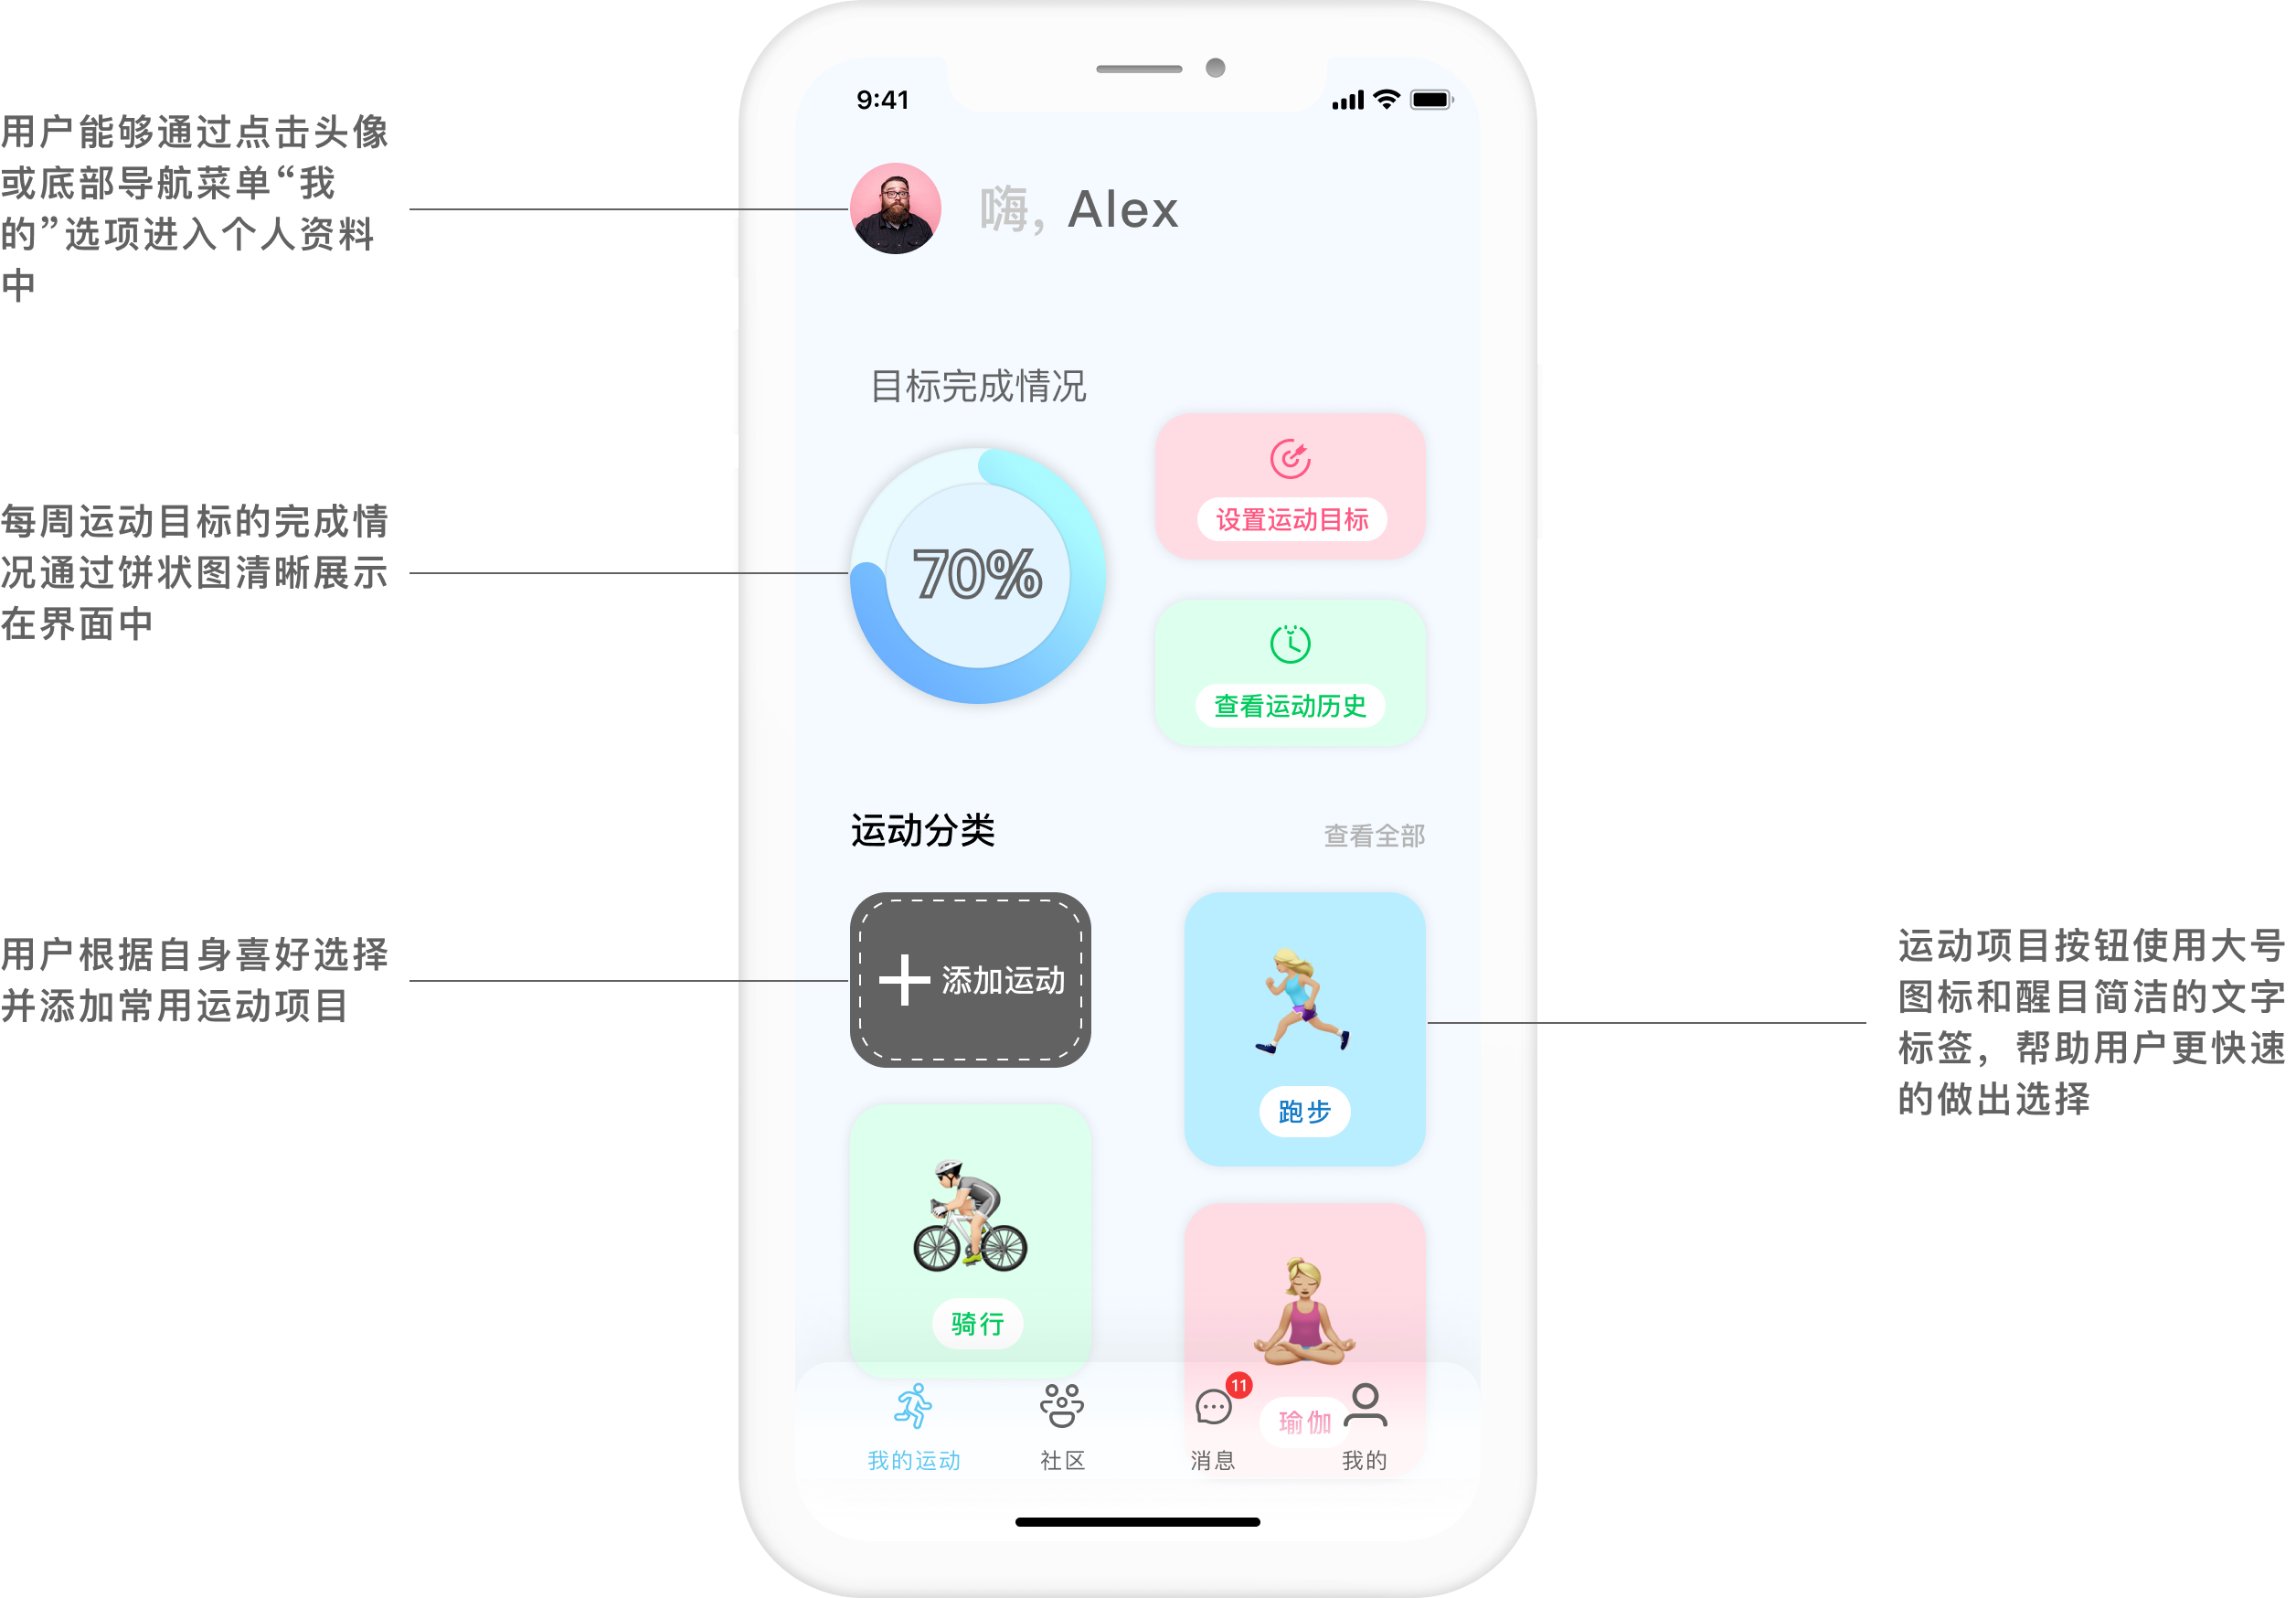 用户能够通过点击头像
或底部导航菜单“我
的”选项进入个人资料
中
每周运动目标的完成情
况通过饼状图清晰展示
在界面中
用户根据自身喜好选择
并添加常用运动项目
9:41
嗨，Alex
目标完成情况
70%
设置运动目标
查看运动历史
运动分类
查看全部
添加运动
跑步
骑行
瑜伽
11
我的运动
社区
消息
我的
运动项目按钮使用大号
图标和醒目简洁的文字
标签，帮助用户更快速
的做出选择